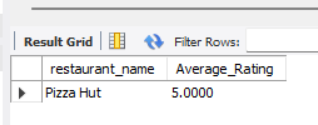 Result Grid Filter Rows:
restaurant_name Average_Rating
Pizza Hut 5.0000